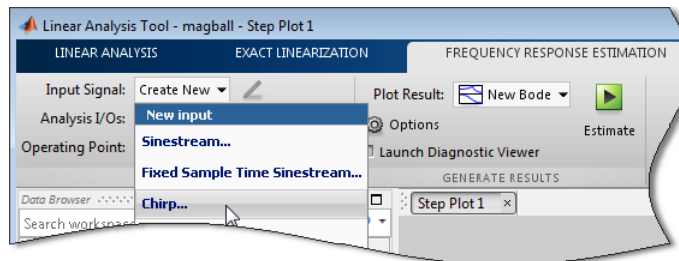 Linear Analysis Tool - magball - Step Plot 1
LINEAR ANALYSIS EXACT LINEARIZATION FREQUENCY RESPONSE ESTIMATION
Input Signal: Create New Plot Result: New Bode
Analysis I/Os: New input Options
Operating Point: Sinestream... Launch Diagnostic Viewer Estimate
Fixed Sample Time Sinestream... GENERATE RESULTS
Data Browser Chirp... Step Plot 1 ×
Search workspace